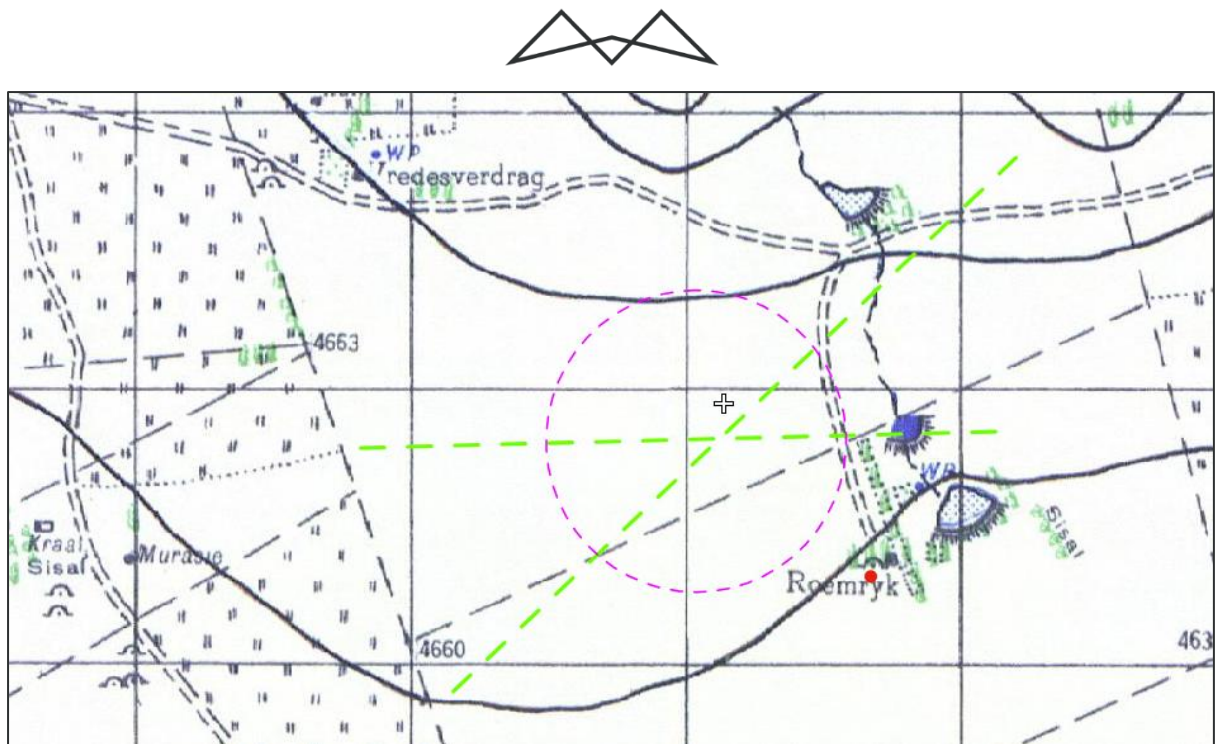 WP
Vredesverdrag
4663
WP
Sisal
Kraal
Sisal
Murasie
Roemryk
4660
463